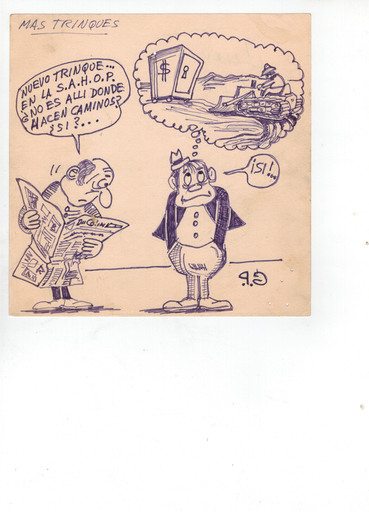 MAS TRINQUES
NUEVO TRINQUE...
EN LA S.A.H.O.P.
¿NO ES ALLI DONDE
HACEN CAMINOS?
¿SI?...
$
¡SI!...
G.P.